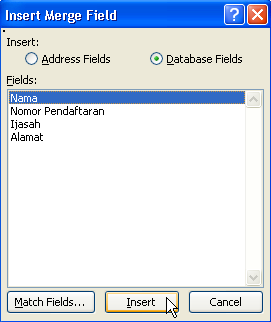 Insert Merge Field
Insert:
Address Fields
Database Fields
Fields:
Nama
Nomor Pendaftaran
Ijasah
Alamat
Match Fields... Insert Cancel